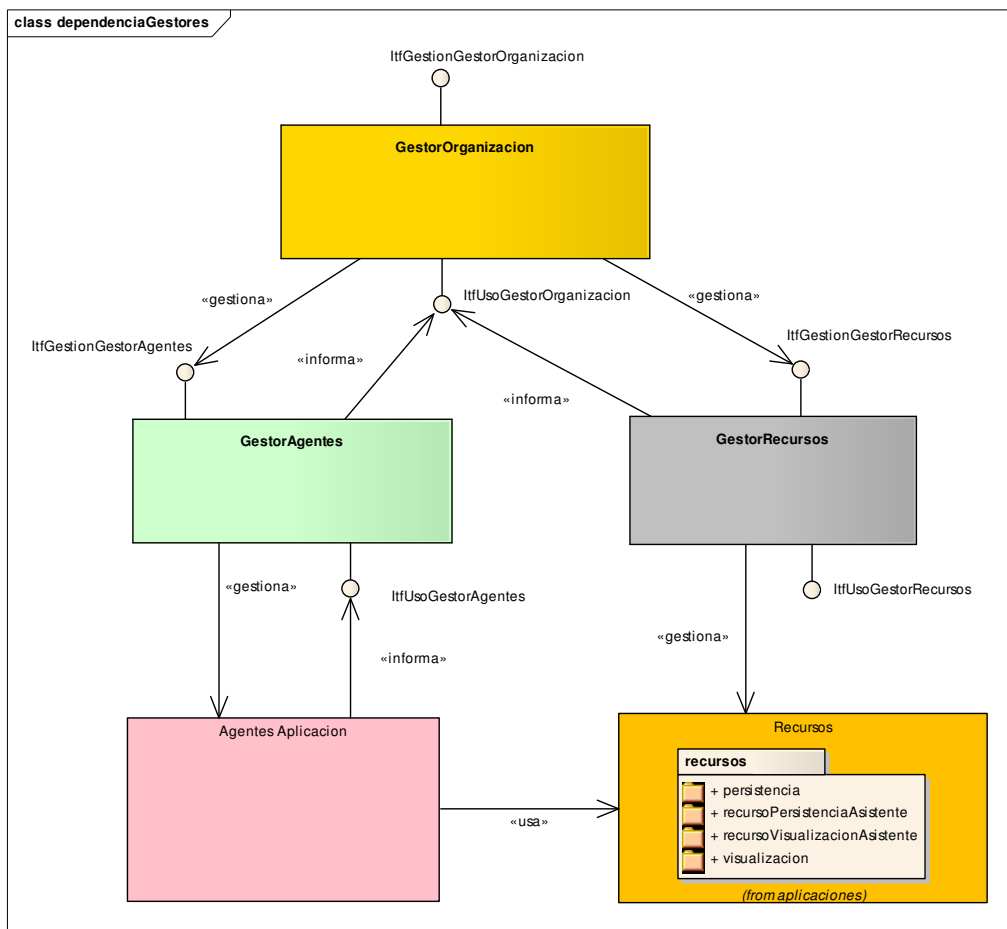 class dependenciaGestores
ItfGestionGestorOrganizacion
GestorOrganizacion
«gestiona»
ItfUsoGestorOrganizacion
«gestiona»
ItfGestionGestorAgentes
«informa»
ItfGestionGestorRecursos
«informa»
GestorAgentes
GestorRecursos
«gestiona»
ItfUsoGestorAgentes
ItfUsoGestorRecursos
«informa»
«gestiona»
Agentes Aplicacion
Recursos
recursos
+ persistencia
+ recursoPersistenciaAsistente
+ recursoVisualizacionAsistente
+ visualizacion
«usa»
(from aplicaciones)